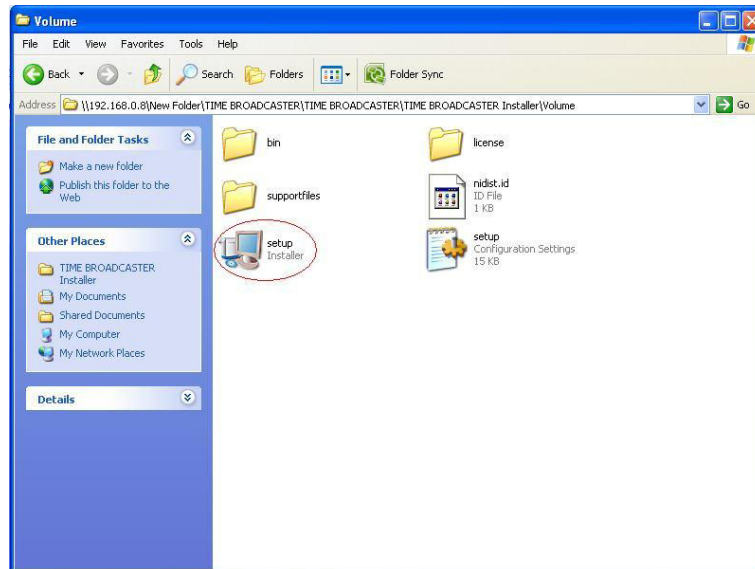 Volume
File Edit View Favorites Tools Help
Back Search Folders Folder Sync
Address \\192.168.0.8\New Folder\TIME BROADCASTER\TIME BROADCASTER\TIME BROADCASTER Installer\Volume Go
File and Folder Tasks
Make a new folder
Publish this folder to the
Web
Other Places
TIME BROADCASTER
Installer
My Documents
Shared Documents
My Computer
My Network Places
Details
bin
license
supportfiles
nidist.id
ID File
1 KB
setup
Installer
setup
Configuration Settings
15 KB